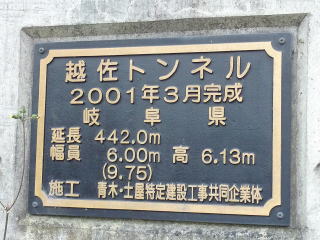 越佐トンネル
2001年3月完成
岐阜県
延長 442.0m
幅員 6.00m 高 6.13m
(9.75)
施工 青木・土屋特定建設工事共同企業体